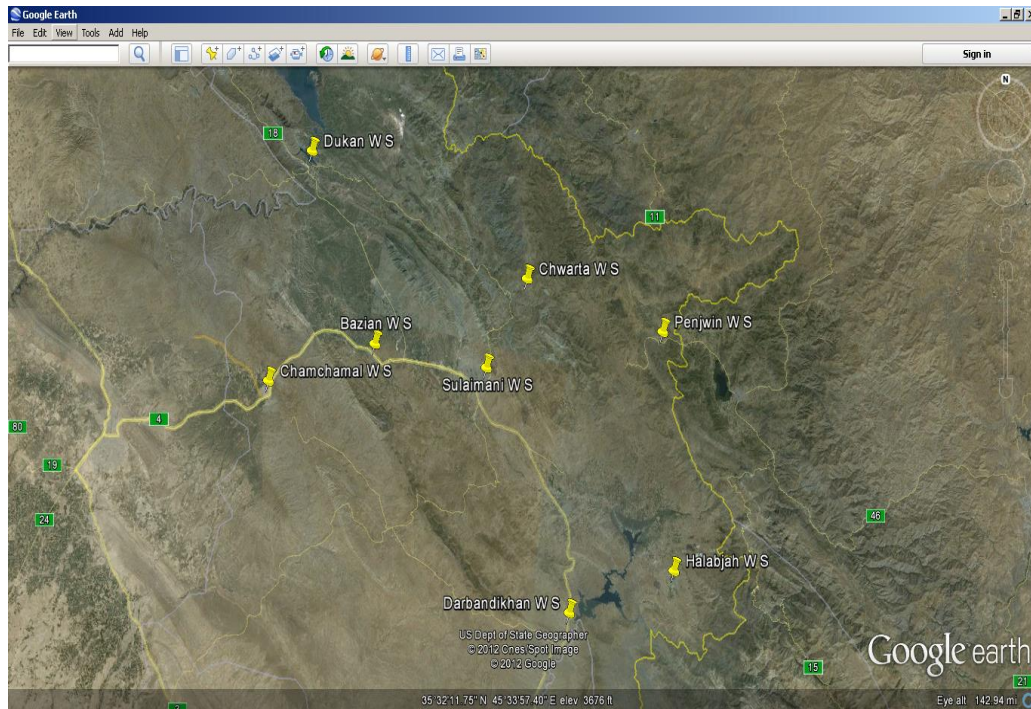 Google Earth
File Edit View Tools Add Help
Sign in
N
18
Dukan W S
11
Chwarta W S
Bazian W S
Penjwin W S
Chamchamal W S
Sulaimani W S
4
80
19
24
46
Halabjah W S
Darbandikhan W S
US Dept of State Geographer
© 2012 Cnes/Spot Image
© 2012 Google
Google earth
15
21
35°32'11.75" N 45°33'57.40" E elev 3676 ft
Eye alt 142.94 mi